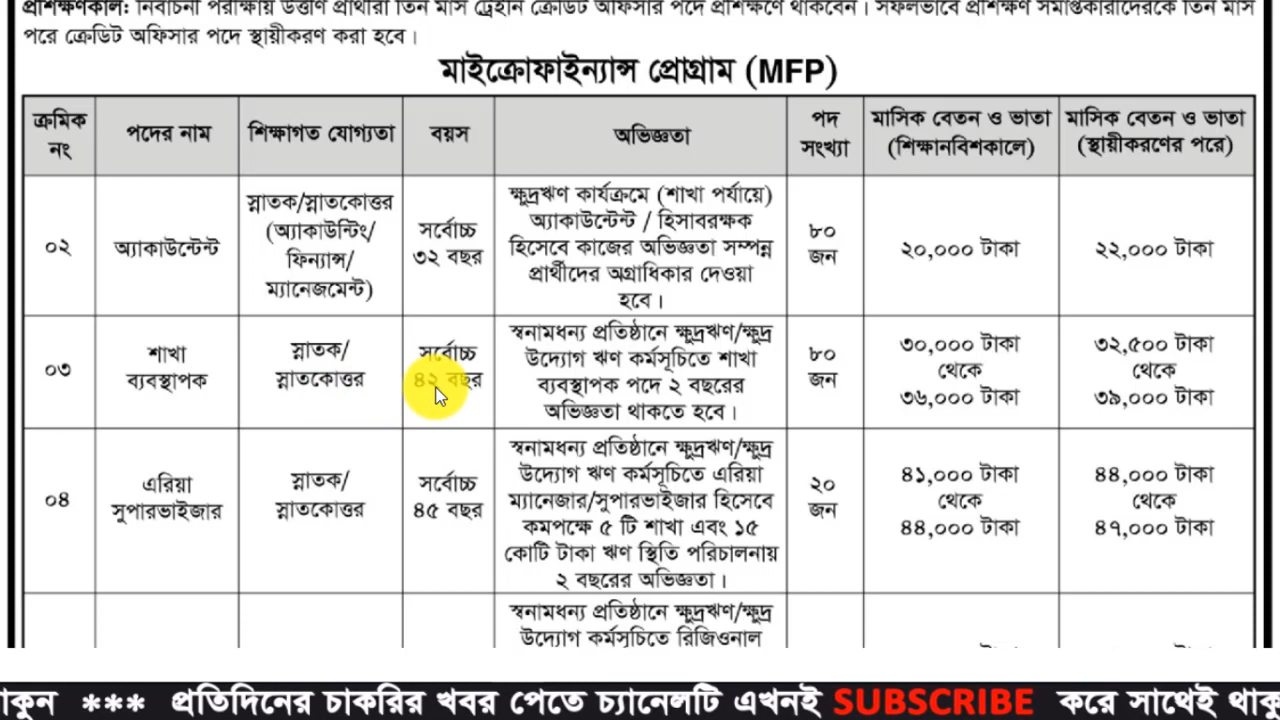 প্রশিক্ষণকাল: নির্বাচনী পরীক্ষায় উত্তীর্ণ প্রার্থীরা তিন মাস ট্রেইনি ক্রেডিট অফিসার পদে প্রশিক্ষণে থাকবেন। সফলভাবে প্রশিক্ষণ সমাপ্তকারীদেরকে তিন মাস
পরে ক্রেডিট অফিসার পদে স্থায়ীকরণ করা হবে।
মাইক্রোফাইন্যান্স প্রোগ্রাম (MFP)
ক্রমিক নং পদের নাম শিক্ষাগত যোগ্যতা বয়স অভিজ্ঞতা পদ সংখ্যা মাসিক বেতন ও ভাতা (শিক্ষানবিশকালে) মাসিক বেতন ও ভাতা (স্থায়ীকরণের পরে)
০২
অ্যাকাউন্টেন্ট
স্নাতক/স্নাতকোত্তর
(অ্যাকাউন্টিং/
ফিন্যান্স/
ম্যানেজমেন্ট)
সর্বোচ্চ
৩২ বছর
ক্ষুদ্রঋণ কার্যক্রমে (শাখা পর্যায়ে)
অ্যাকাউন্টেন্ট / হিসাবরক্ষক
হিসেবে কাজের অভিজ্ঞতা সম্পন্ন
প্রার্থীদের অগ্রাধিকার দেওয়া
হবে।
৮০
জন
২০,০০০ টাকা
২২,০০০ টাকা
০৩
শাখা
ব্যবস্থাপক
স্নাতক/
স্নাতকোত্তর
সর্বোচ্চ
৪২ বছর
স্বনামধন্য প্রতিষ্ঠানে ক্ষুদ্রঋণ/ক্ষুদ্র
উদ্যোগ ঋণ কর্মসূচিতে শাখা
ব্যবস্থাপক পদে ২ বছরের
অভিজ্ঞতা থাকতে হবে।
৮০
জন
৩০,০০০ টাকা
থেকে
৩৬,০০০ টাকা
৩২,৫০০ টাকা
থেকে
৩৯,০০০ টাকা
০৪
এরিয়া
সুপারভাইজার
স্নাতক/
স্নাতকোত্তর
সর্বোচ্চ
৪৫ বছর
স্বনামধন্য প্রতিষ্ঠানে ক্ষুদ্রঋণ/ক্ষুদ্র
উদ্যোগ ঋণ কর্মসূচিতে এরিয়া
ম্যানেজার/সুপারভাইজার হিসেবে
কমপক্ষে ৫ টি শাখা এবং ১৫
কোটি টাকা ঋণ স্থিতি পরিচালনায়
২ বছরের অভিজ্ঞতা।
২০
জন
৪১,০০০ টাকা
থেকে
৪৪,০০০ টাকা
৪৪,০০০ টাকা
থেকে
৪৭,০০০ টাকা
স্বনামধন্য প্রতিষ্ঠানে ক্ষুদ্রঋণ/ক্ষুদ্র
উদ্যোগ কর্মসূচিতে রিজিওনাল
াকুন *** প্রতিদিনের চাকরির খবর পেতে চ্যানেলটি এখনই SUBSCRIBE করে সাথেই থাকু